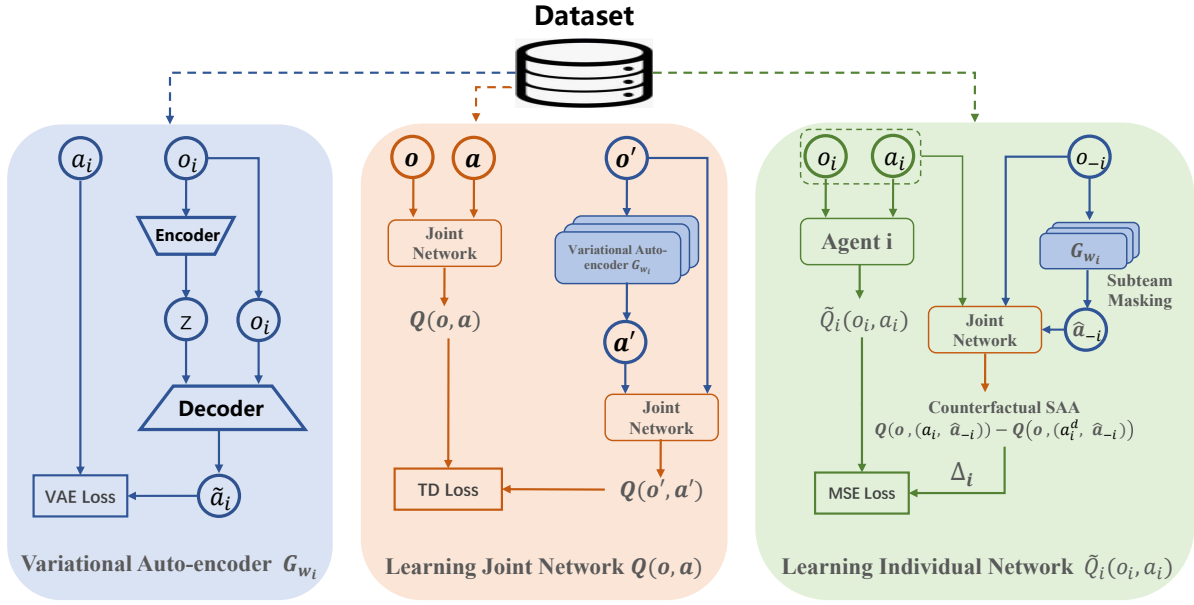 Dataset
a_i
o_i
Encoder
z
o_i
Decoder
VAE Loss
ã_i
Variational Auto-encoder G_{w_i}
o
a
o′
Joint
Network
Variational Auto-
encoder G_{w_i}
Q(o, a)
a′
Joint
Network
TD Loss
Q(o′, a′)
Learning Joint Network Q(o, a)
o_i
a_i
o_{−i}
Agent i
G_{w_i}
Subteam
Masking
Q̃_i(o_i, a_i)
Joint
Network
â_{−i}
Counterfactual SAA
Q(o, (a_i, â_{−i})) − Q(o, (a_i^d, â_{−i}))
Δ_i
MSE Loss
Learning Individual Network Q̃_i(o_i, a_i)